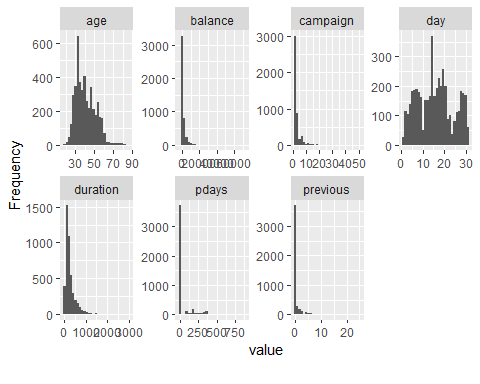 age balance campaign day
600 3000 3000 300
400 2000 2000 200
200 1000 1000 100
0 0 0 0
30 50 70 90 0 10 20 30 40 50 0 10 20 30
Frequency
duration pdays previous
1500 3000 3000
1000 2000 2000
500 1000 1000
0 0 0
0 1000 2000 3000 0 250 500 750 0 10 20
value